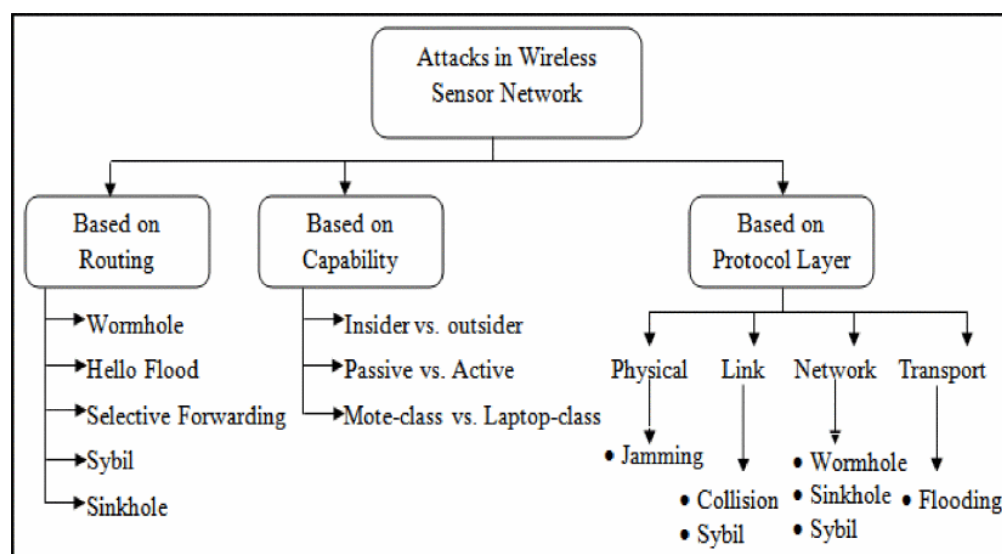 Attacks in Wireless
Sensor Network
Based on
Routing
Based on
Capability
Based on
Protocol Layer
Wormhole
Hello Flood
Selective Forwarding
Sybil
Sinkhole
Insider vs. outsider
Passive vs. Active
Mote-class vs. Laptop-class
Physical
Link
Network
Transport
• Jamming
• Collision
• Sybil
• Wormhole
• Sinkhole
• Sybil
• Flooding